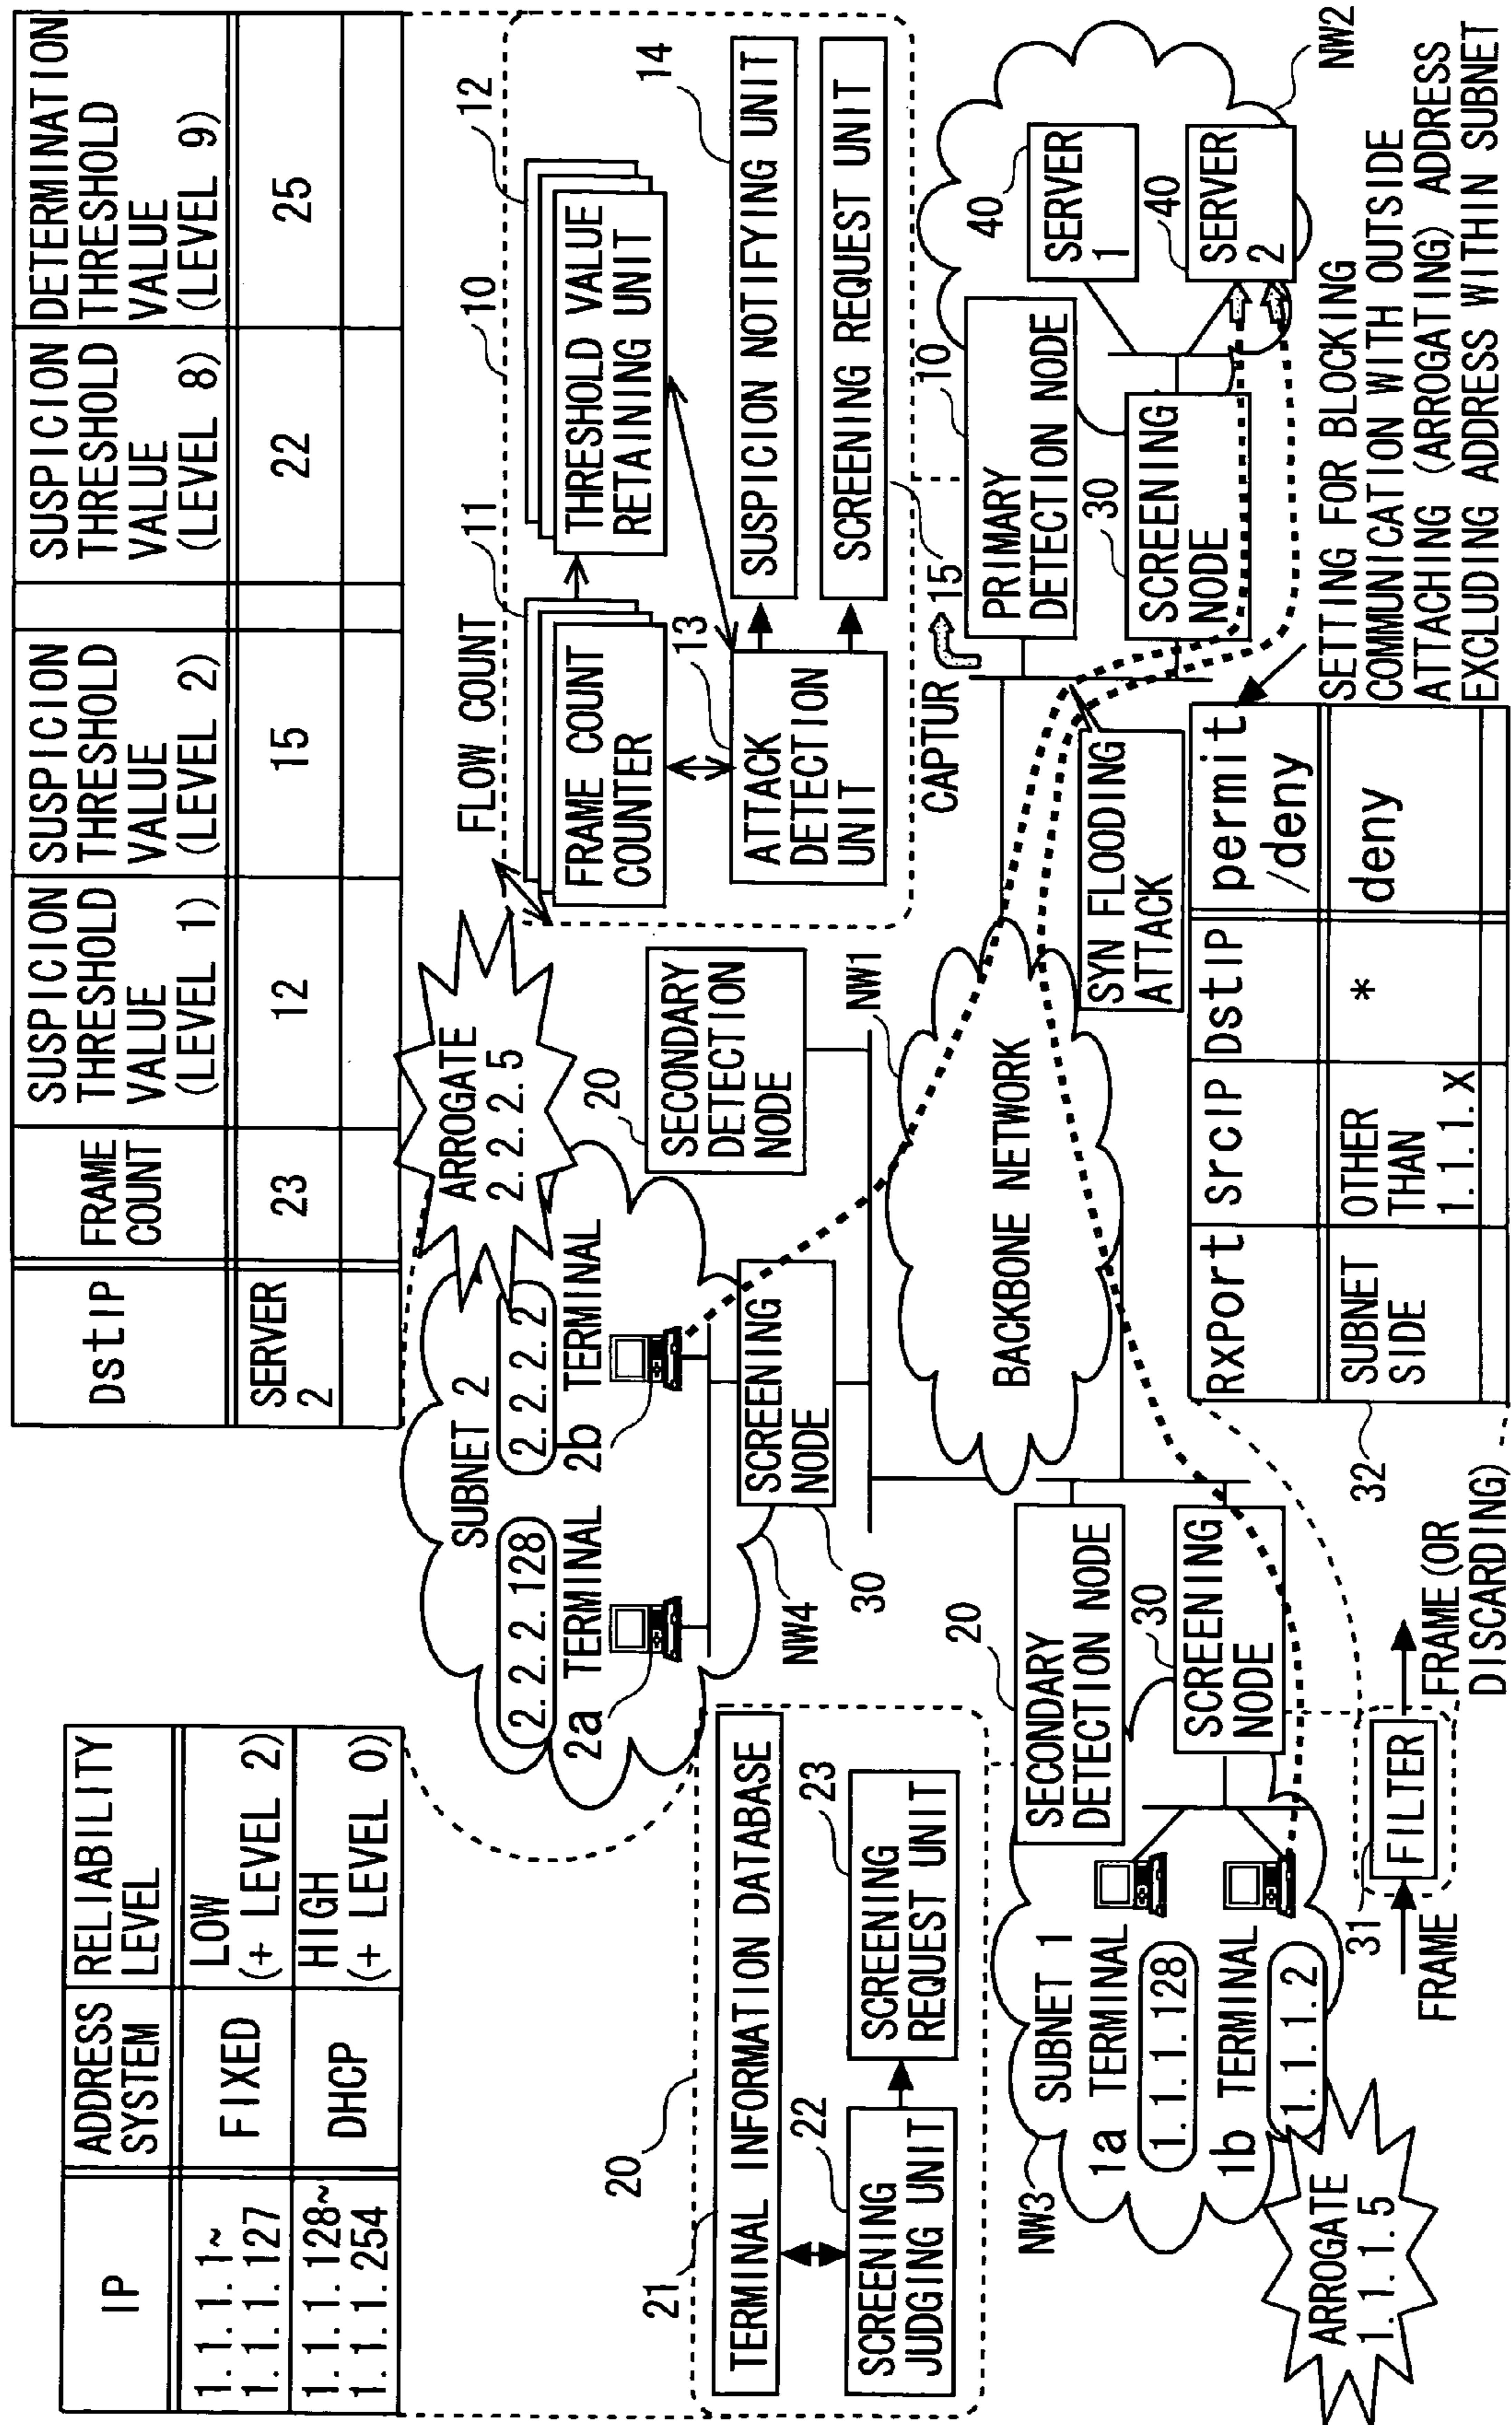 IP
ADDRESS
SYSTEM
RELIABILITY
LEVEL
1. 1. 1. 1~
1. 1. 1. 127
FIXED
LOW
(+ LEVEL 2)
1. 1. 1. 128~
1. 1. 1. 254
DHCP
HIGH
(+ LEVEL 0)
DstIP
FRAME
COUNT
SUSPICION
THRESHOLD
VALUE
(LEVEL 1)
SUSPICION
THRESHOLD
VALUE
(LEVEL 2)
SUSPICION
THRESHOLD
VALUE
(LEVEL 8)
DETERMINATION
THRESHOLD
VALUE
(LEVEL 9)
SERVER
2
23
12
15
22
25
20
21
TERMINAL INFORMATION DATABASE
22
SCREENING
JUDGING UNIT
23
SCREENING
REQUEST UNIT
SUBNET 2
2. 2. 2. 128
2. 2. 2. 2
2a TERMINAL
2b TERMINAL
ARROGATE
2. 2. 2. 5
NW4
SCREENING
NODE
30
20
SECONDARY
DETECTION
NODE
FLOW COUNT
10
11
12
FRAME COUNT
COUNTER
THRESHOLD VALUE
RETAINING UNIT
13
ATTACK
DETECTION
UNIT
14
SUSPICION NOTIFYING UNIT
SCREENING REQUEST UNIT
15
CAPTUR
10
PRIMARY
DETECTION NODE
30
SCREENING
NODE
40
SERVER
1
40
SERVER
2
NW2
NW1
BACKBONE NETWORK
SYN FLOODING
ATTACK
20
SECONDARY
DETECTION NODE
30
SCREENING
NODE
NW3
SUBNET 1
1a TERMINAL
1. 1. 1. 128
1b TERMINAL
1. 1. 1. 2
ARROGATE
1. 1. 1. 5
31
FILTER
FRAME
FRAME(OR
DISCARDING)
32
RxPort
srcIP
DstIP
permit
/deny
SUBNET
SIDE
OTHER
THAN
1. 1. 1. X
*
deny
SETTING FOR BLOCKING
COMMUNICATION WITH OUTSIDE
ATTACHING (ARROGATING) ADDRESS
EXCLUDING ADDRESS WITHIN SUBNET